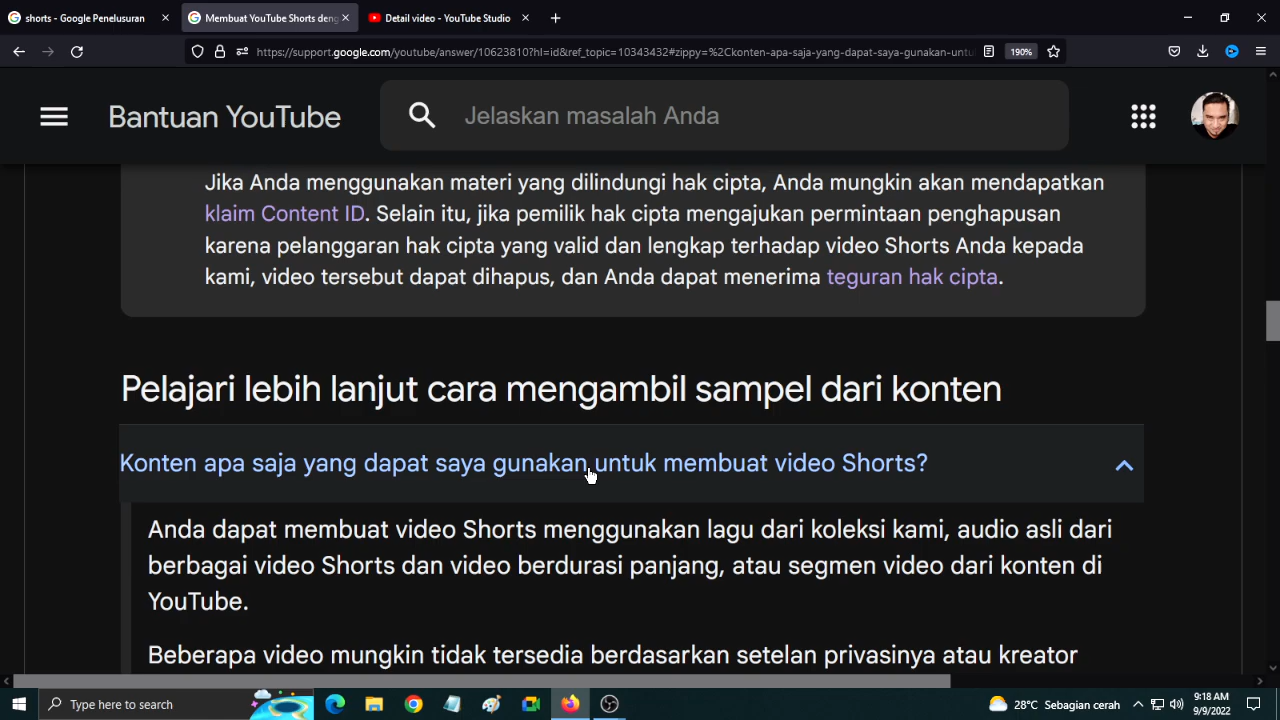 shorts - Google Penelusuran
Membuat YouTube Shorts deng
Detail video - YouTube Studio
https://support.google.com/youtube/answer/10623810?hl=id&ref_topic=10343432#zippy=%2Ckonten-apa-saja-yang-dapat-saya-gunakan-untu
190%
Bantuan YouTube
Jelaskan masalah Anda
Jika Anda menggunakan materi yang dilindungi hak cipta, Anda mungkin akan mendapatkan
klaim Content ID. Selain itu, jika pemilik hak cipta mengajukan permintaan penghapusan
karena pelanggaran hak cipta yang valid dan lengkap terhadap video Shorts Anda kepada
kami, video tersebut dapat dihapus, dan Anda dapat menerima teguran hak cipta.
Pelajari lebih lanjut cara mengambil sampel dari konten
Konten apa saja yang dapat saya gunakan untuk membuat video Shorts?
Anda dapat membuat video Shorts menggunakan lagu dari koleksi kami, audio asli dari
berbagai video Shorts dan video berdurasi panjang, atau segmen video dari konten di
YouTube.
Beberapa video mungkin tidak tersedia berdasarkan setelan privasinya atau kreator
Type here to search
28°C Sebagian cerah
9:18 AM
9/9/2022